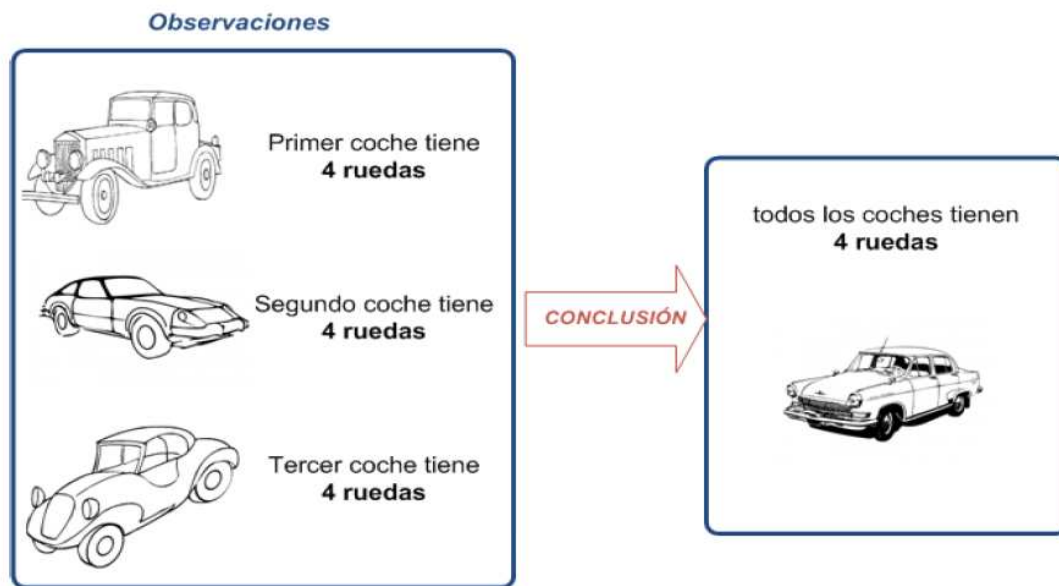 Observaciones
Primer coche tiene
4 ruedas
Segundo coche tiene
4 ruedas
Tercer coche tiene
4 ruedas
CONCLUSIÓN
todos los coches tienen
4 ruedas